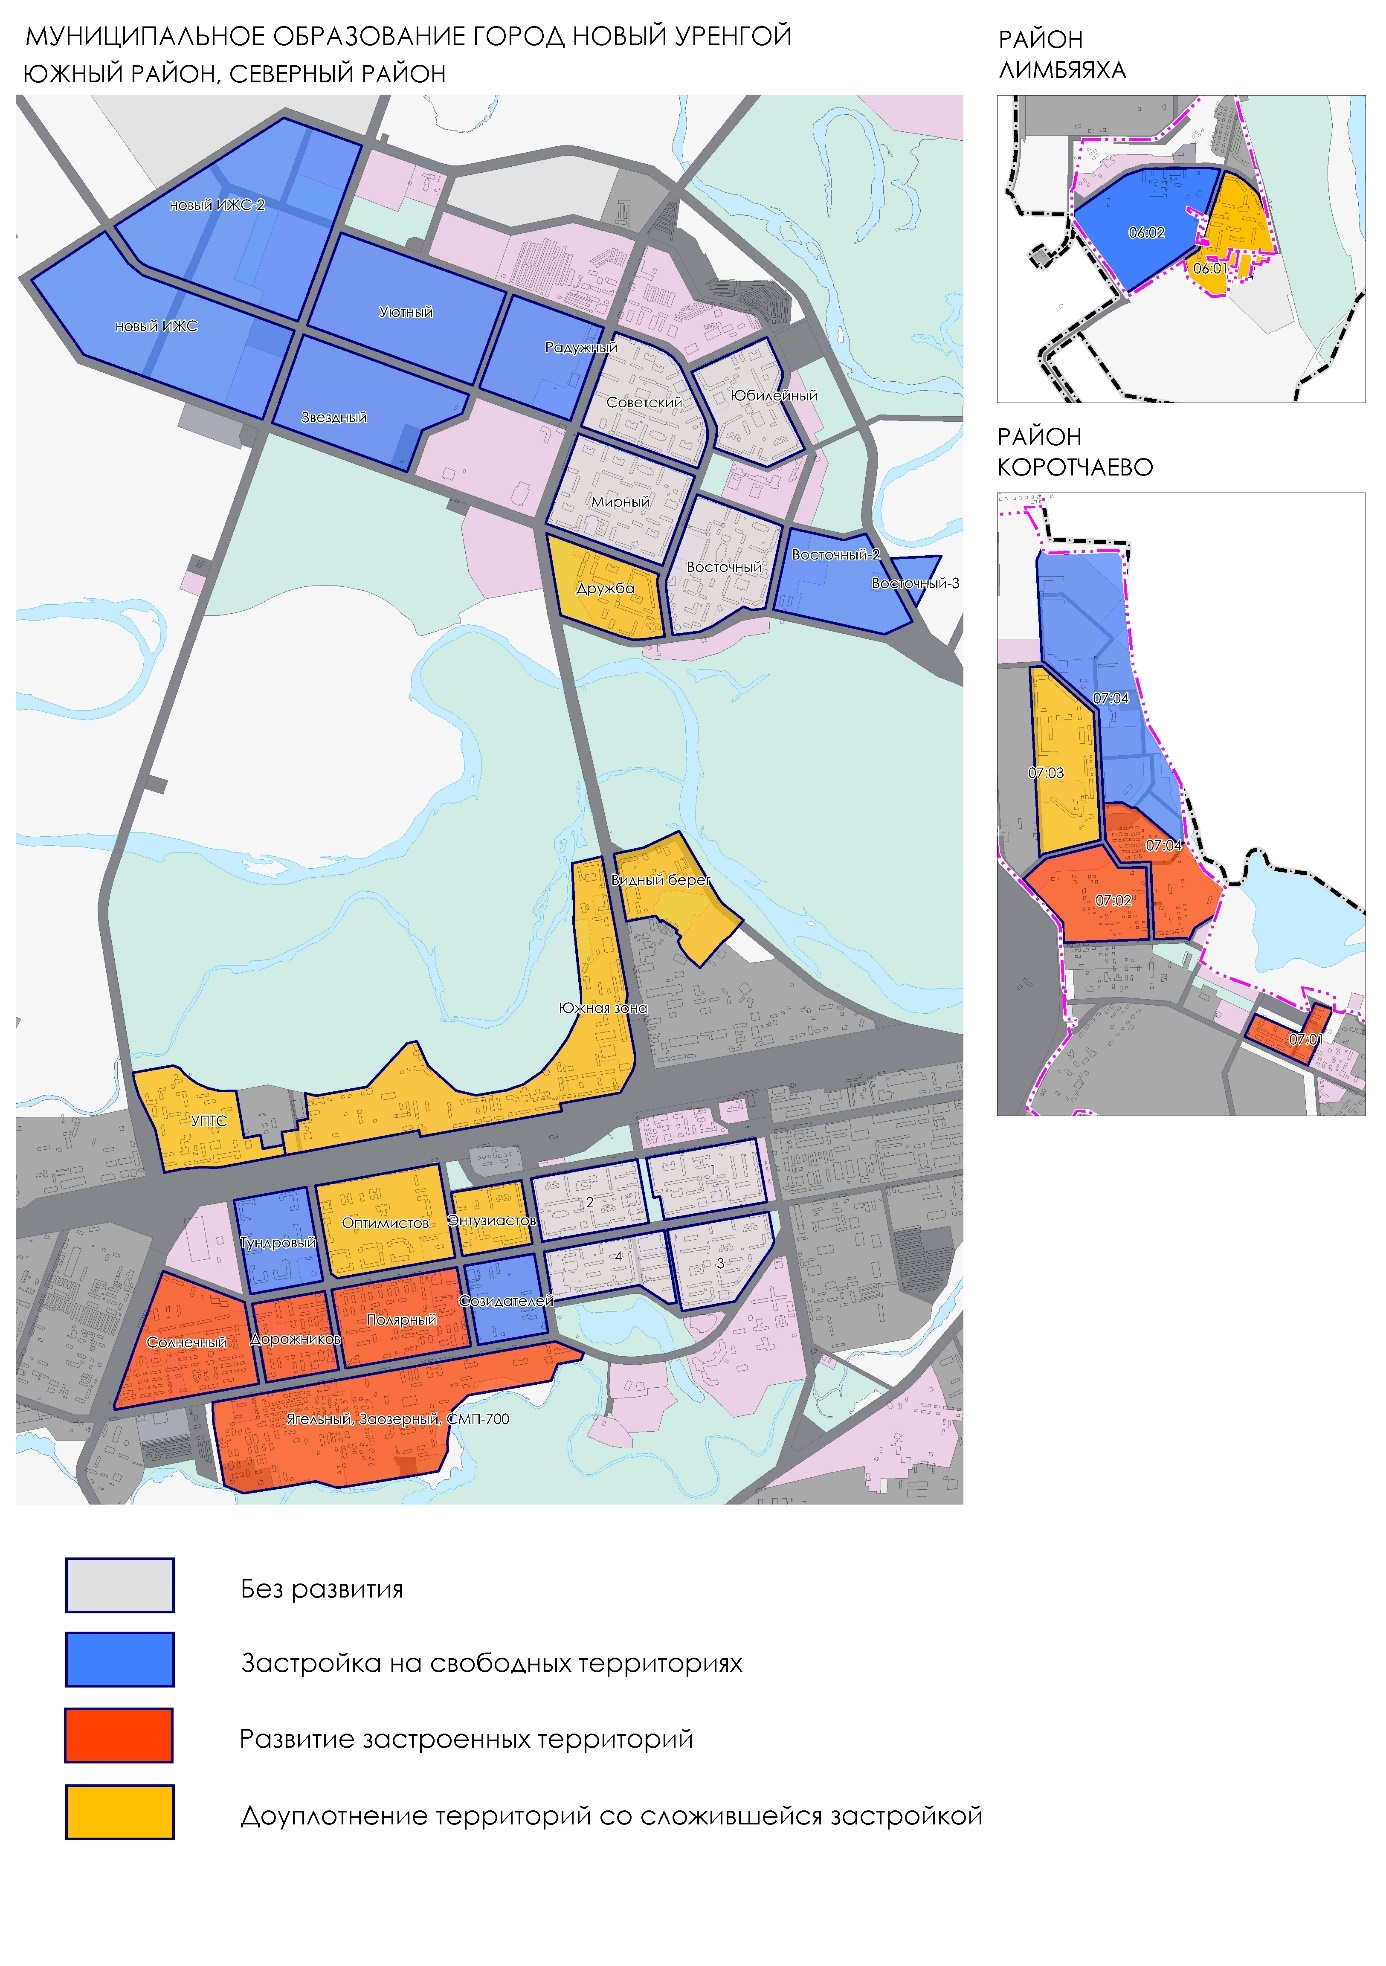 МУНИЦИПАЛЬНОЕ ОБРАЗОВАНИЕ ГОРОД НОВЫЙ УРЕНГОЙ
ЮЖНЫЙ РАЙОН, СЕВЕРНЫЙ РАЙОН
РАЙОН
ЛИМБЯЯХА
новый ИЖС-2
новый ИЖС
Уютный
Радужный
Звездный
Советский
Юбилейный
Мирный
Восточный
Восточный-2
Восточный-3
Дружба
Видный берег
Южная зона
УПТС
Оптимистов
Энтузиастов
Тундровый
1
2
3
4
Созидателей
Солнечный
Дорожников
Полярный
Ягельный, Заозерный, СМП-700
06:02
06:01
РАЙОН
КОРОТЧАЕВО
07:04
07:03
07:04
07:02
07:01
Без развития
Застройка на свободных территориях
Развитие застроенных территорий
Доуплотнение территорий со сложившейся застройкой